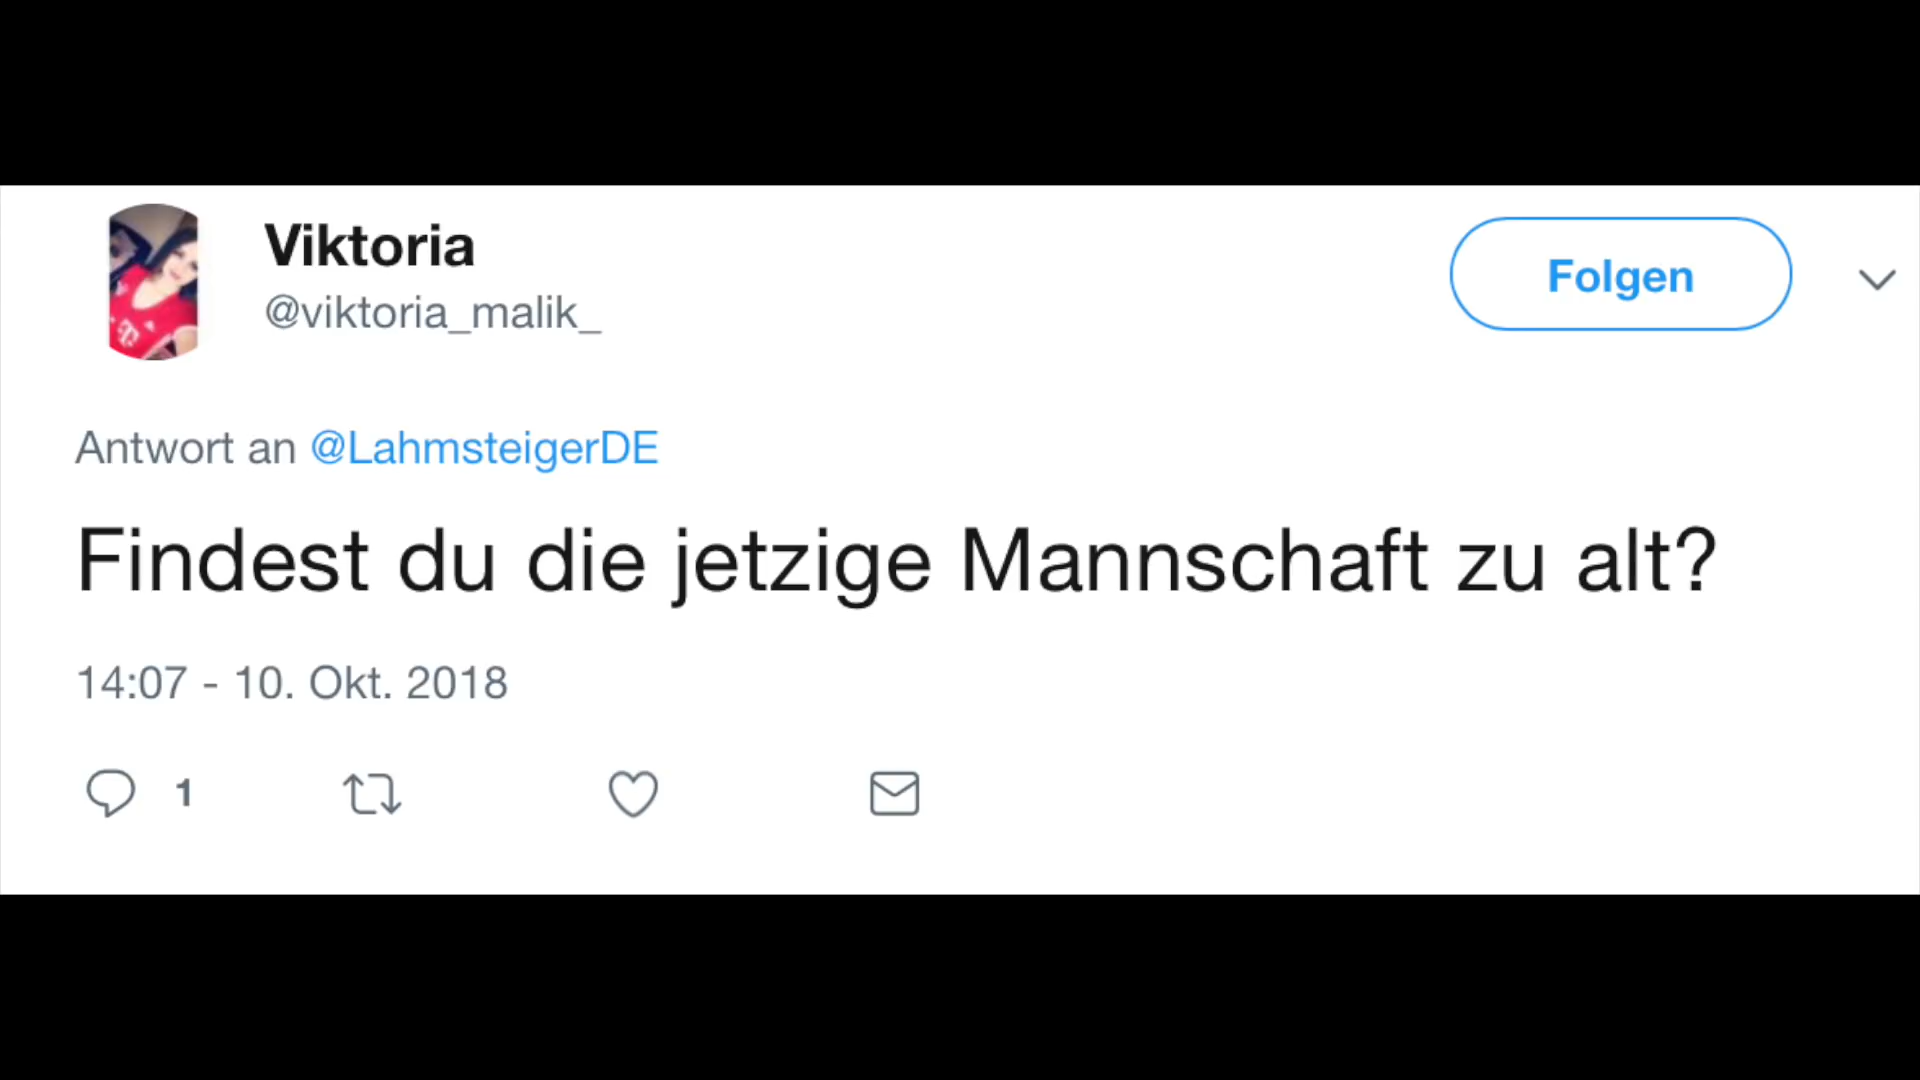 Viktoria
@viktoria_malik_
Folgen
Antwort an @LahmsteigerDE
Findest du die jetzige Mannschaft zu alt?
14:07 - 10. Okt. 2018
1